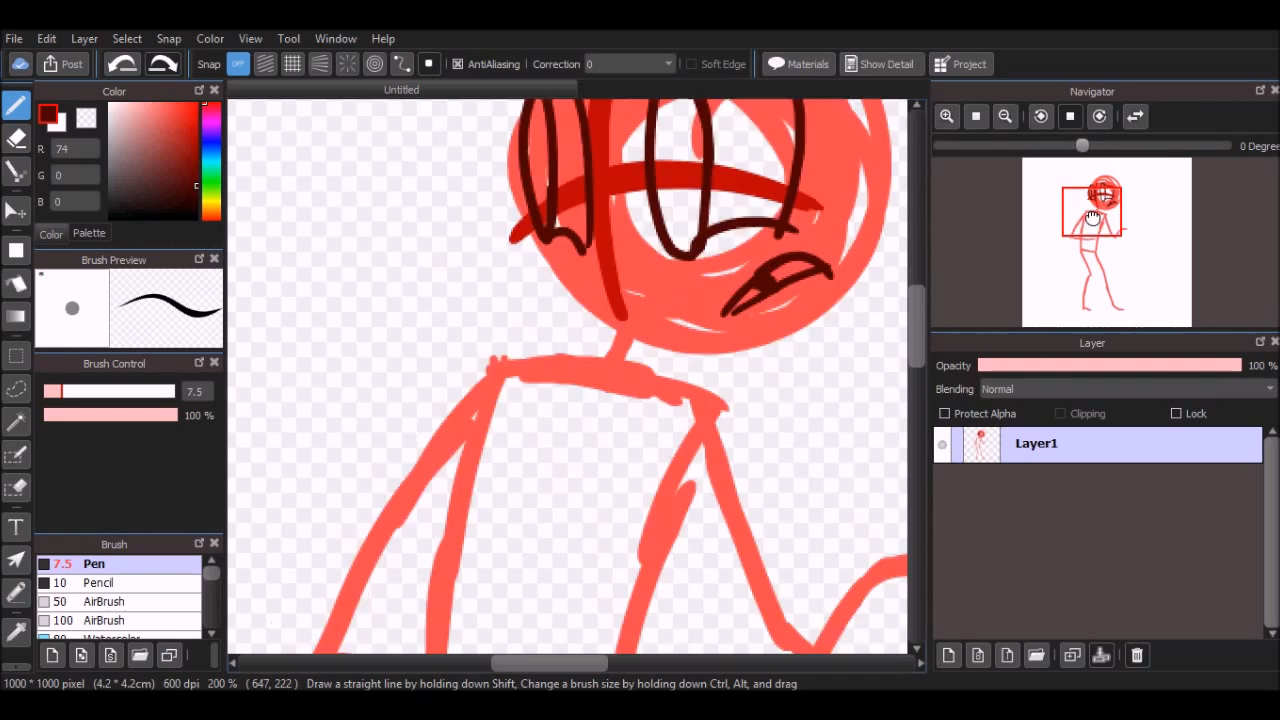 File Edit Layer Select Snap Color View Tool Window Help
Post Snap OFF AntiAliasing Correction 0 Soft Edge Materials Show Detail Project
Color
Untitled
Navigator
R 74
G 0
B 0
0 Degree
Color Palette
Brush Preview
*
Layer
Opacity 100 %
Brush Control
Blending Normal
7.5
100 %
Protect Alpha Clipping Lock
Layer1
Brush
7.5 Pen
10 Pencil
50 AirBrush
100 AirBrush
80 Watercolor
1000 * 1000 pixel (4.2 * 4.2cm) 600 dpi 200 % ( 647, 222 ) Draw a straight line by holding down Shift, Change a brush size by holding down Ctrl, Alt, and drag